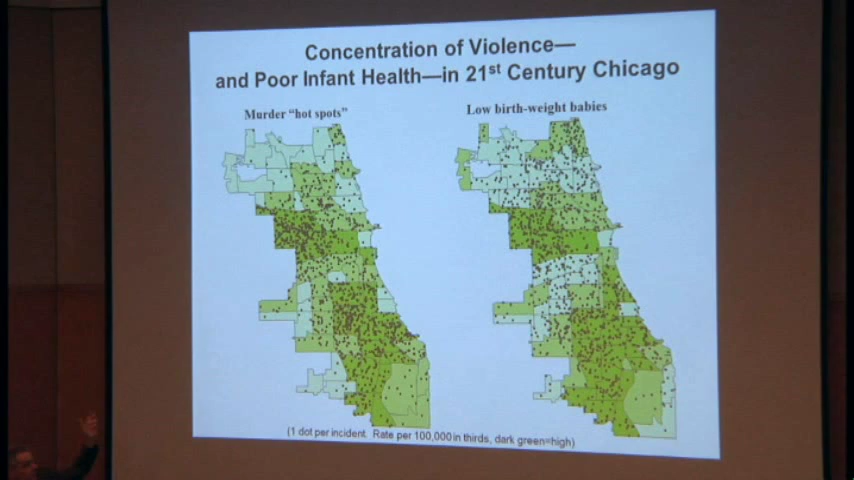 Concentration of Violence—
and Poor Infant Health—in 21st Century Chicago
Murder "hot spots"
Low birth-weight babies
(1 dot per incident. Rate per 100,000 in thirds, dark green=high)